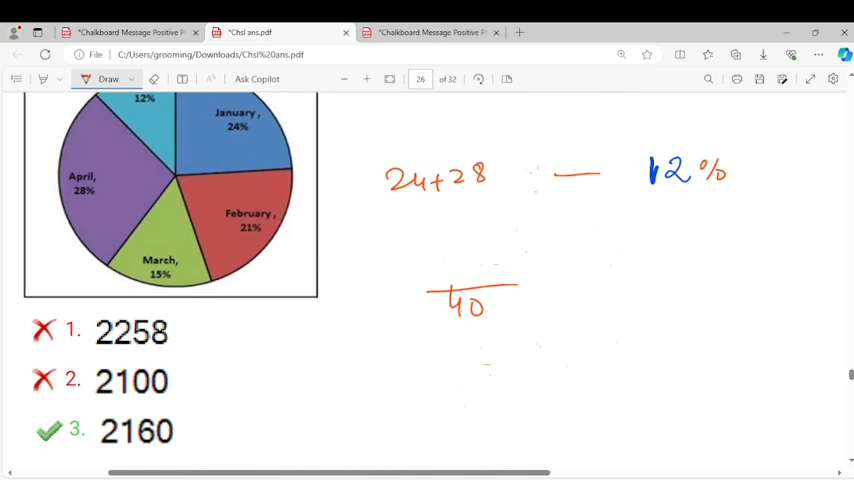 *Chalkboard Message Positive P
*Chsl ans.pdf
*Chalkboard Message Positive P
File
C:/Users/grooming/Downloads/Chsl%20ans.pdf
Draw
Ask Copilot
26 of 32
12%
January, 24%
April, 28%
February, 21%
March, 15%
24+28 — 12%
40
1. 2258
2. 2100
3. 2160